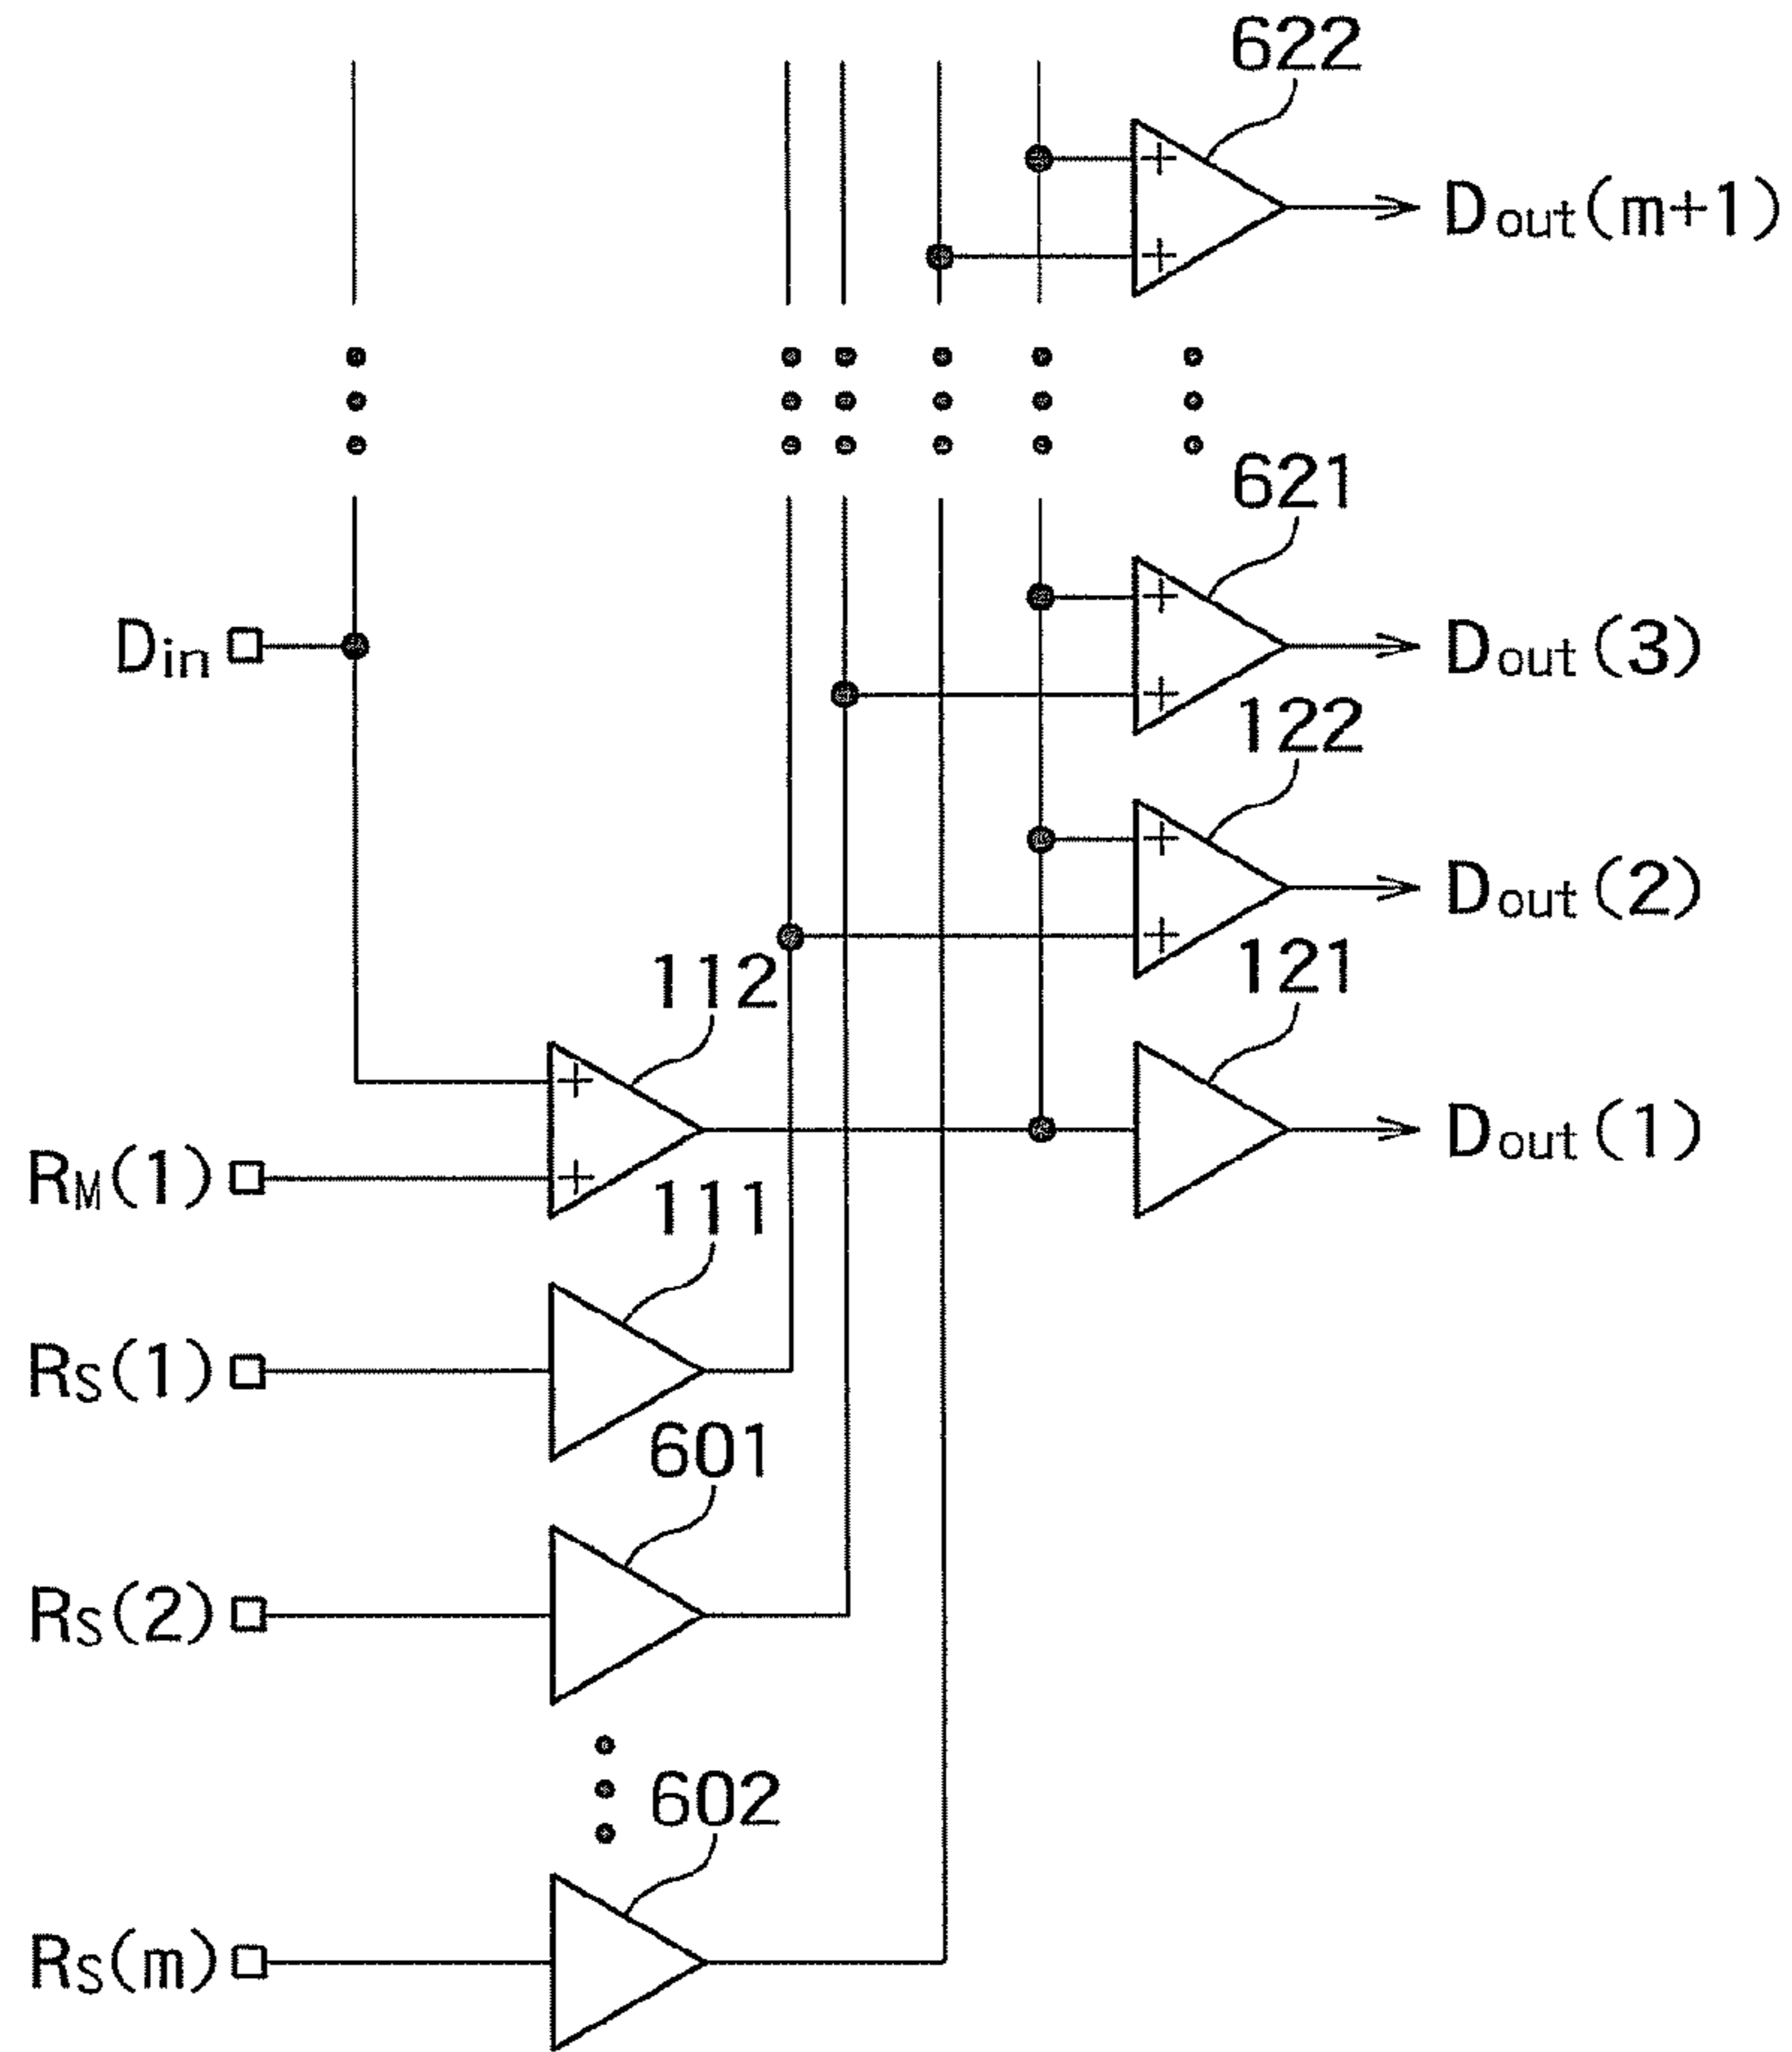 622
+
Dout(m+1)
+
621
+
Din
Dout(3)
+
122
+
Dout(2)
+
112
121
+
Dout(1)
RM(1)
+
111
RS(1)
601
RS(2)
602
RS(m)